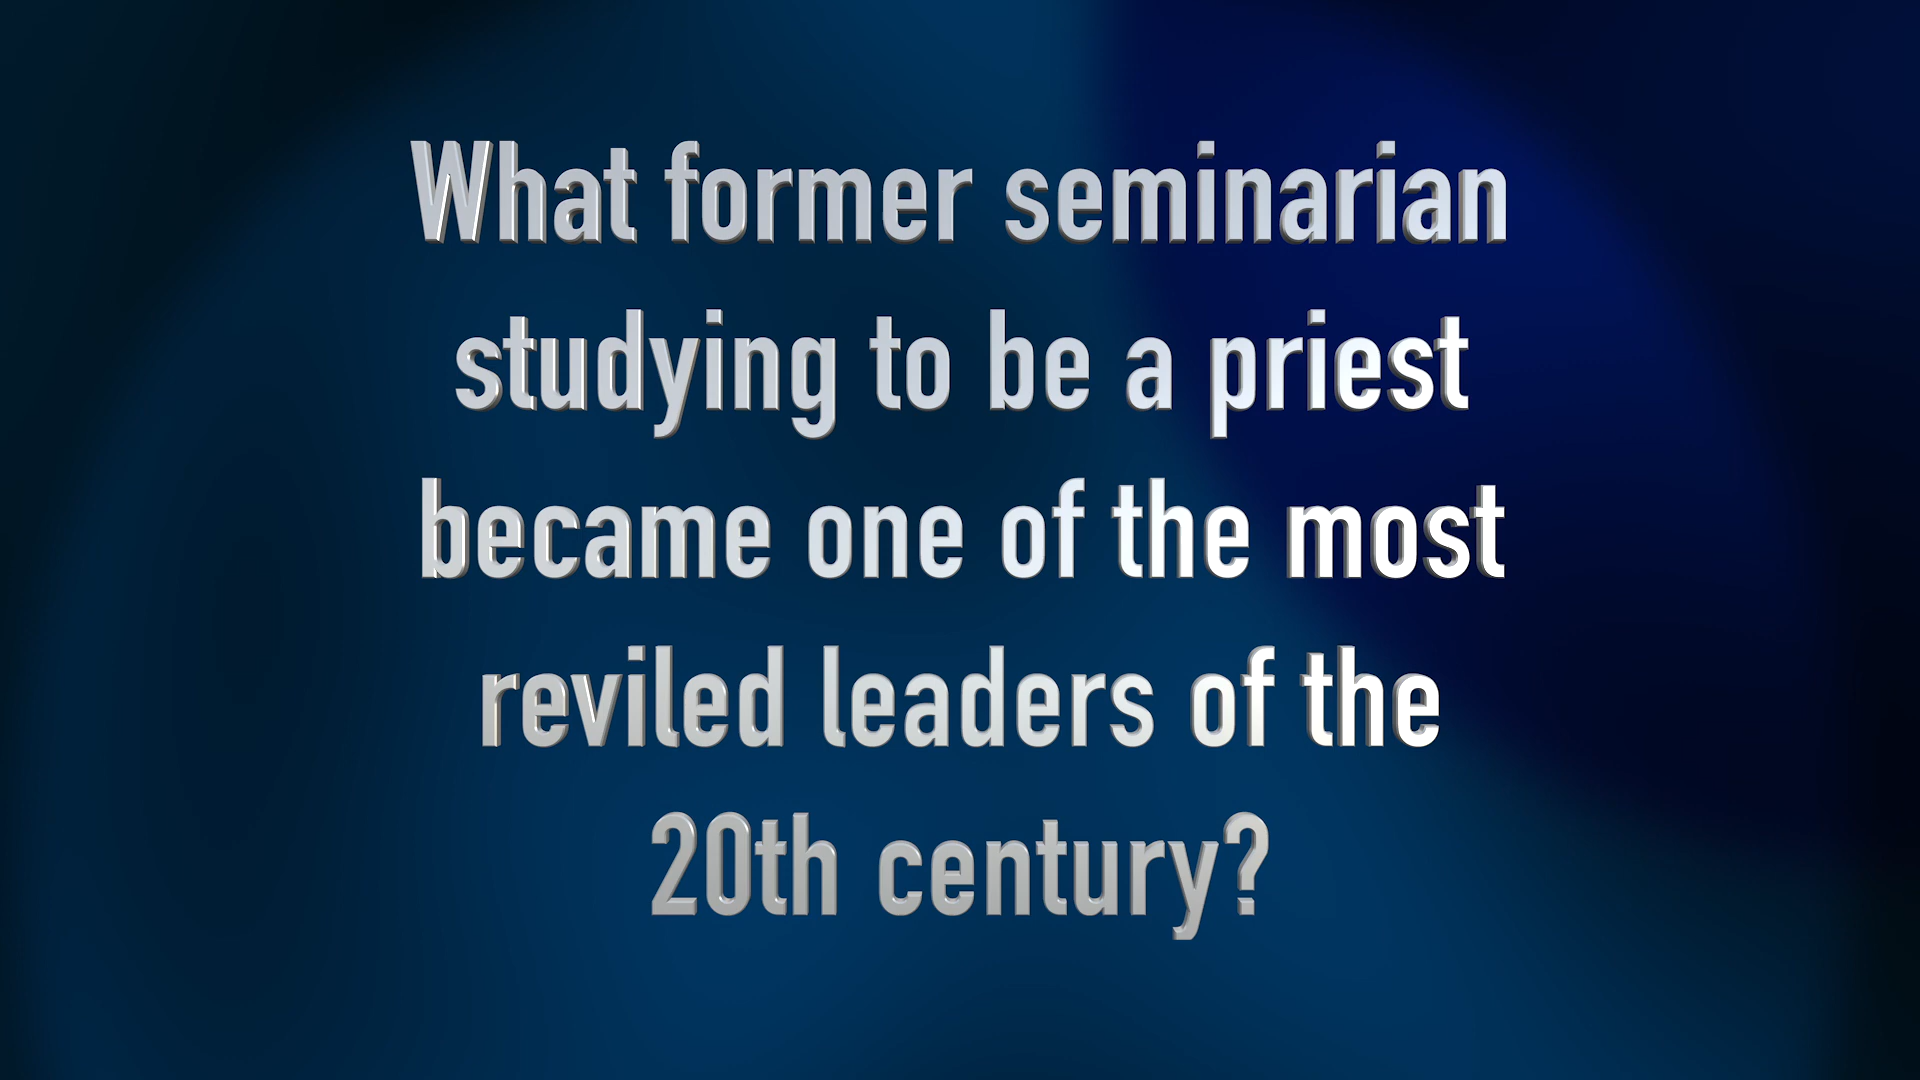 What former seminarian
studying to be a priest
became one of the most
reviled leaders of the
20th century?